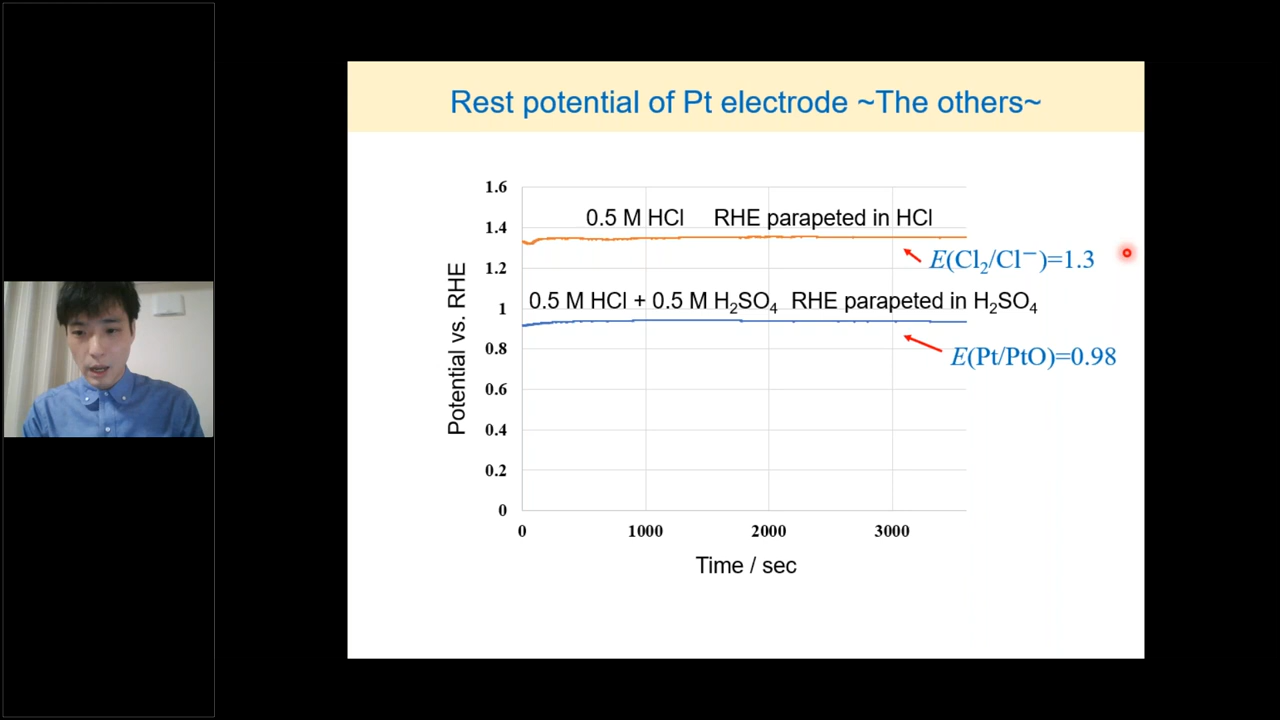 Rest potential of Pt electrode ~The others~
1.6
0.5 M HCl RHE parapeted in HCl
1.4
E(Cl₂/Cl⁻)=1.3
1.2
0.5 M HCl + 0.5 M H₂SO₄ RHE parapeted in H₂SO₄
1
E(Pt/PtO)=0.98
0.8
0.6
0.4
0.2
0
Potential vs. RHE
0 1000 2000 3000
Time / sec